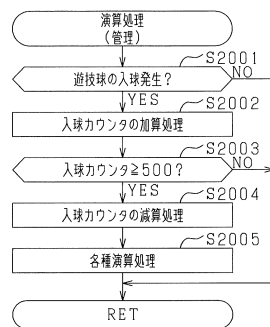 演算処理
(管理)
S2001
遊技球の入球発生？
NO
YES
S2002
入球カウンタの加算処理
S2003
入球カウンタ≧500？
NO
YES
S2004
入球カウンタの減算処理
S2005
各種演算処理
RET